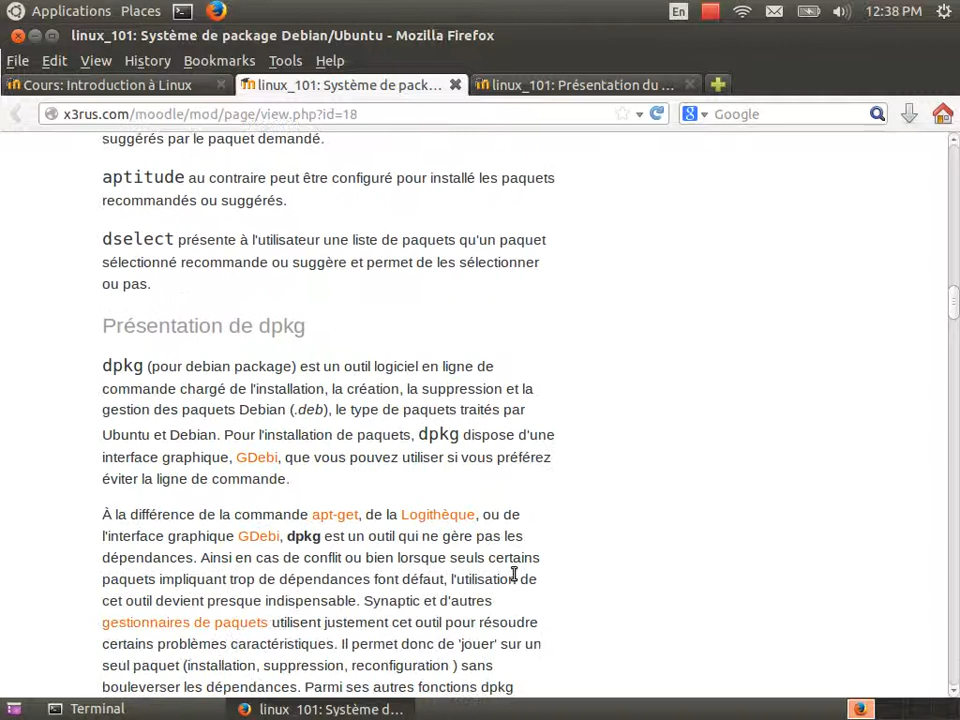 Applications Places En 12:38 PM
linux_101: Système de package Debian/Ubuntu - Mozilla Firefox
File Edit View History Bookmarks Tools Help
Cours: Introduction à Linux linux_101: Système de pack... linux_101: Présentation du ...
x3rus.com/moodle/mod/page/view.php?id=18 Google
suggérés par le paquet demandé.
aptitude au contraire peut être configuré pour installé les paquets
recommandés ou suggérés.
dselect présente à l'utilisateur une liste de paquets qu'un paquet
sélectionné recommande ou suggère et permet de les sélectionner
ou pas.
Présentation de dpkg
dpkg (pour debian package) est un outil logiciel en ligne de
commande chargé de l'installation, la création, la suppression et la
gestion des paquets Debian (.deb), le type de paquets traités par
Ubuntu et Debian. Pour l'installation de paquets, dpkg dispose d'une
interface graphique, GDebi, que vous pouvez utiliser si vous préférez
éviter la ligne de commande.
À la différence de la commande apt-get, de la Logithèque, ou de
l'interface graphique GDebi, dpkg est un outil qui ne gère pas les
dépendances. Ainsi en cas de conflit ou bien lorsque seuls certains
paquets impliquant trop de dépendances font défaut, l'utilisation de
cet outil devient presque indispensable. Synaptic et d'autres
gestionnaires de paquets utilisent justement cet outil pour résoudre
certains problèmes caractéristiques. Il permet donc de 'jouer' sur un
seul paquet (installation, suppression, reconfiguration ) sans
bouleverser les dépendances. Parmi ses autres fonctions dpkg
Terminal linux_101: Système d...